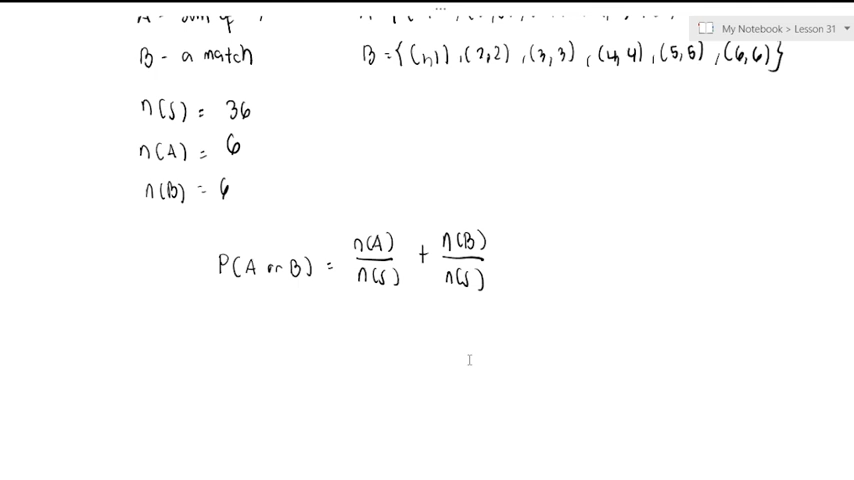 My Notebook > Lesson 31
B - a match B = { (1,1) , (2,2) , (3,3) , (4,4) , (5,5) , (6,6) }
n(S) = 36
n(A) = 6
n(B) = 6
P(A or B) = n(A)/n(S) + n(B)/n(S)